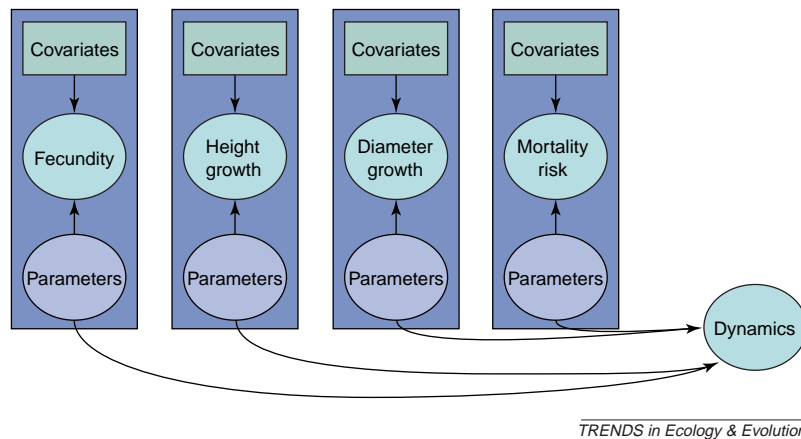 Covariates
Covariates
Covariates
Covariates
Fecundity
Height
growth
Diameter
growth
Mortality
risk
Parameters
Parameters
Parameters
Parameters
Dynamics
TRENDS in Ecology & Evolution